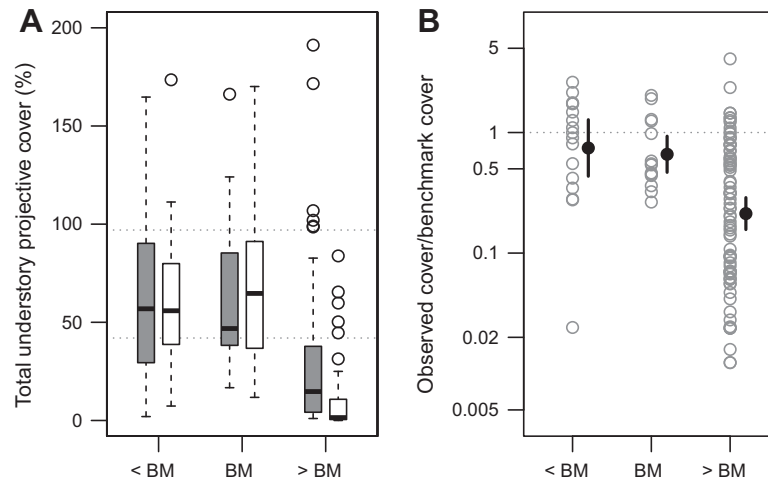 A
Total understory projective cover (%)
200
150
100
50
0
< BM
BM
> BM
B
Observed cover/benchmark cover
5
1
0.5
0.1
0.02
0.005
< BM
BM
> BM